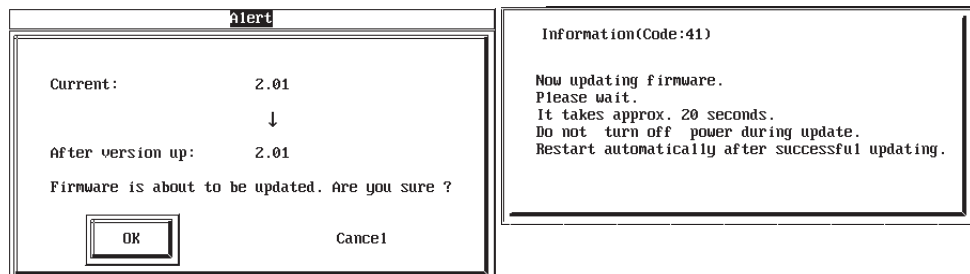 Alert
Current: 2.01
↓
After version up: 2.01
Firmware is about to be updated. Are you sure ?
OK Cancel
Information(Code:41)
Now updating firmware.
Please wait.
It takes approx. 20 seconds.
Do not turn off power during update.
Restart automatically after successful updating.